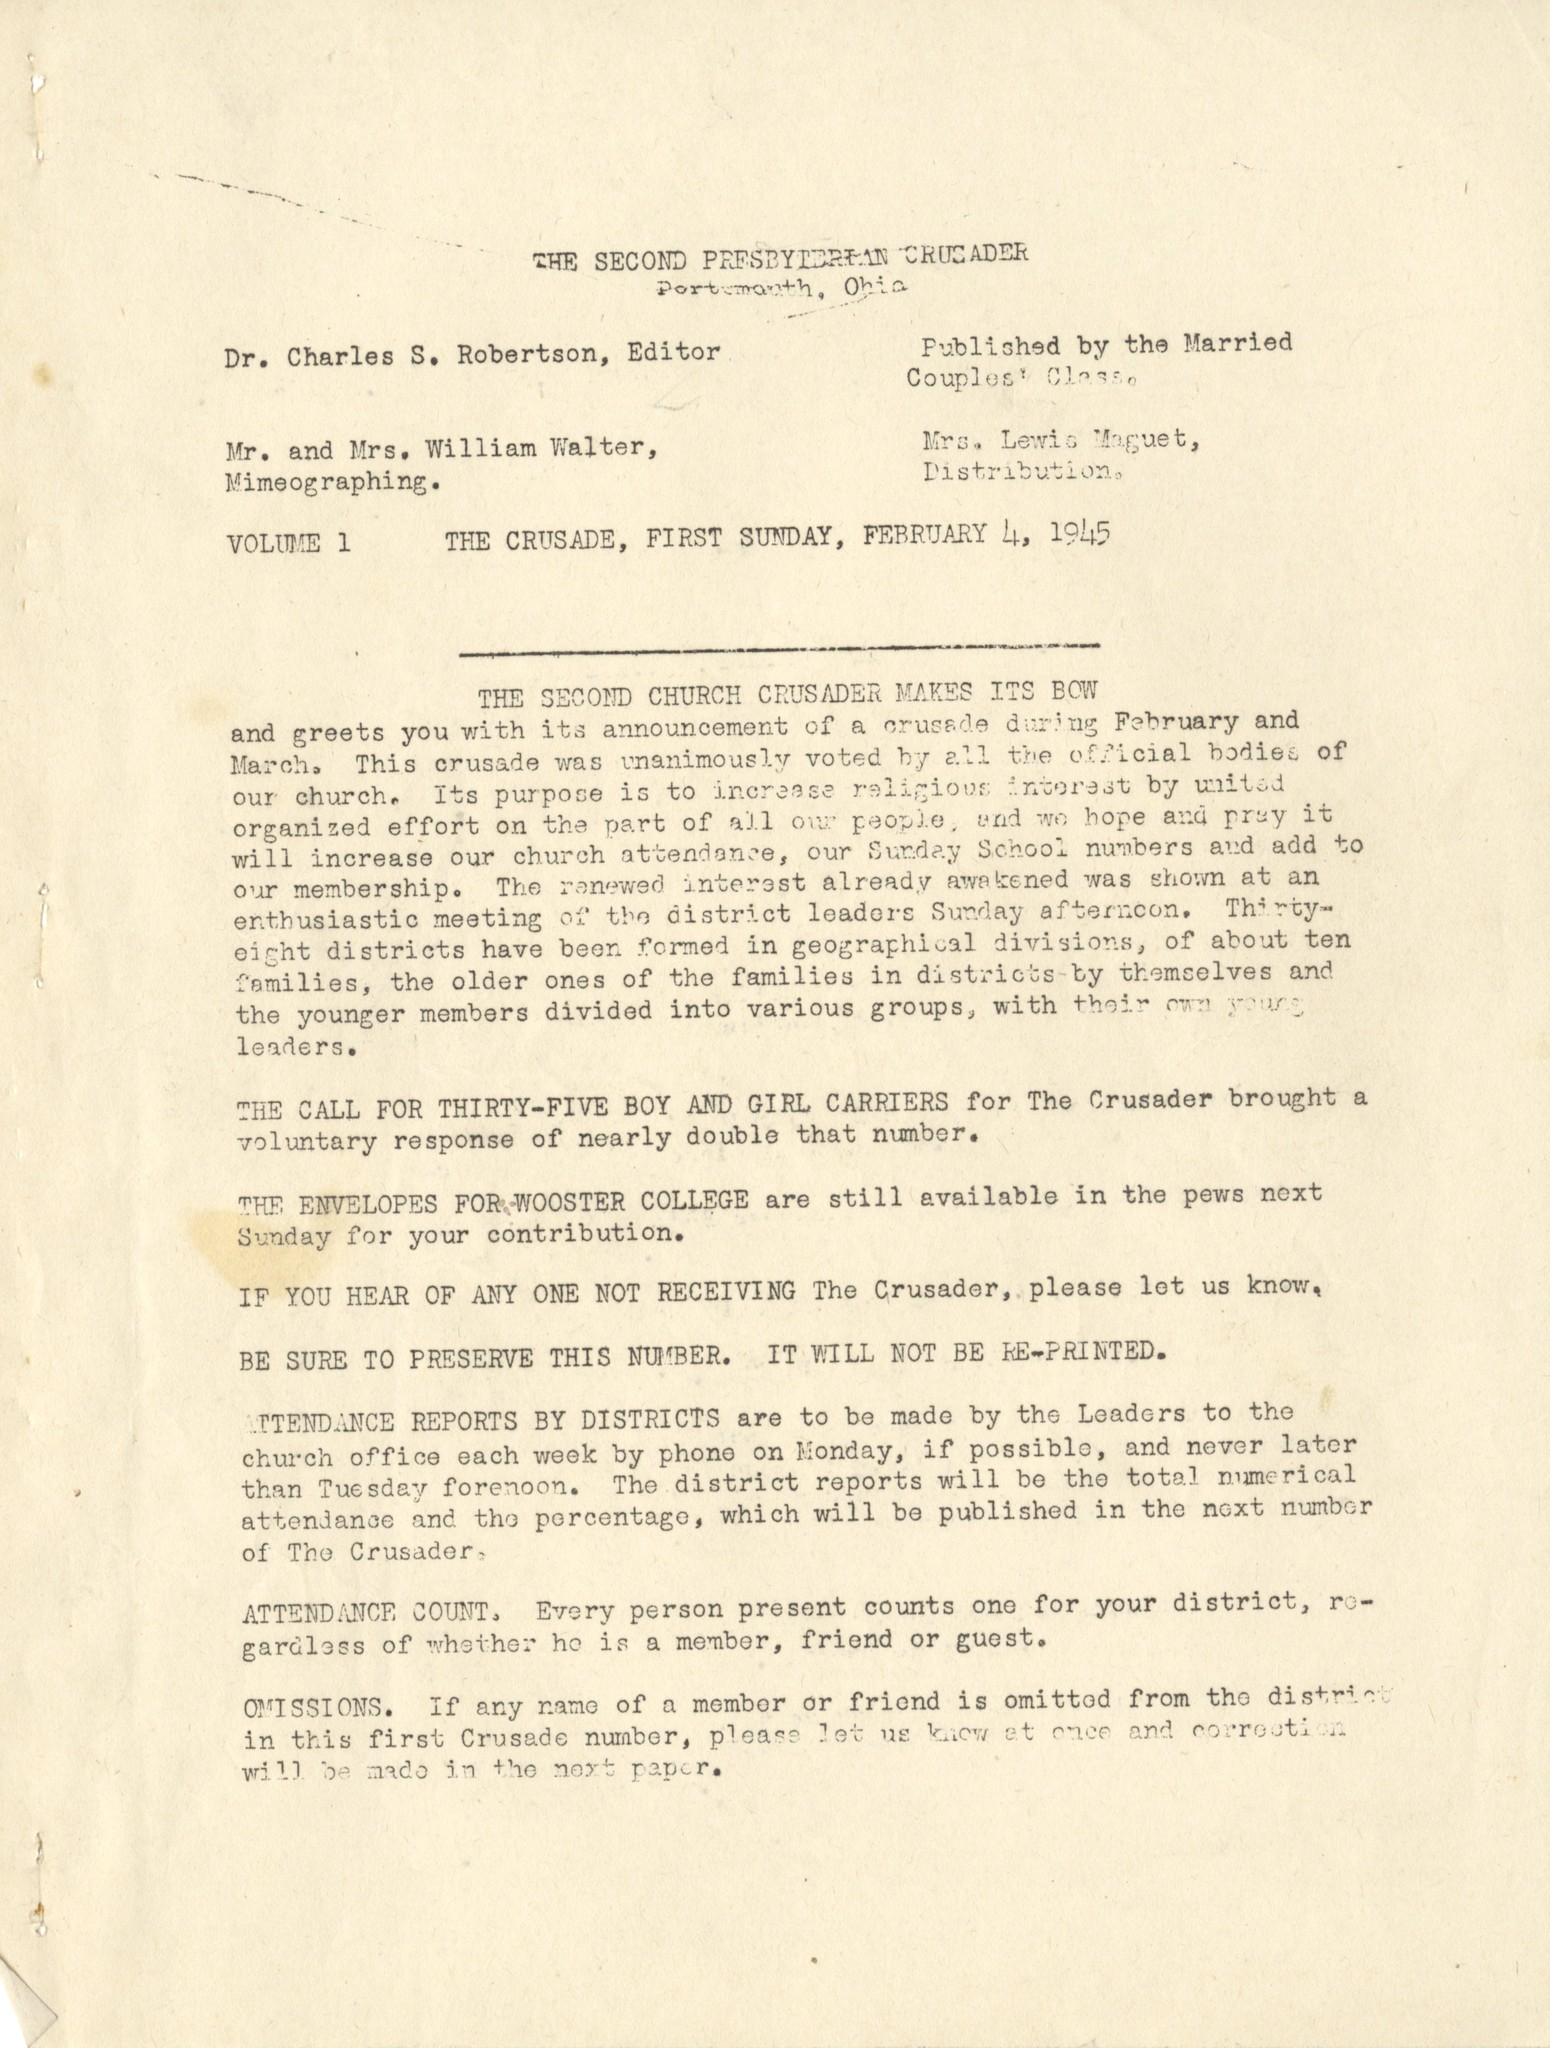 THE SECOND PRESBYTERIAN CRUSADER
Portsmouth, Ohio
Dr. Charles S. Robertson, Editor
Published by the Married
Couples' Class.
Mr. and Mrs. William Walter,
Mimeographing.
Mrs. Lewis Maguet,
Distribution.
VOLUME 1 THE CRUSADE, FIRST SUNDAY, FEBRUARY 4, 1945
THE SECOND CHURCH CRUSADER MAKES ITS BOW
and greets you with its announcement of a crusade during February and
March. This crusade was unanimously voted by all the official bodies of
our church. Its purpose is to increase religious interest by united
organized effort on the part of all our people, and we hope and pray it
will increase our church attendance, our Sunday School numbers and add to
our membership. The renewed interest already awakened was shown at an
enthusiastic meeting of the district leaders Sunday afternoon. Thirty-
eight districts have been formed in geographical divisions, of about ten
families, the older ones of the families in districts by themselves and
the younger members divided into various groups, with their own young
leaders.
THE CALL FOR THIRTY-FIVE BOY AND GIRL CARRIERS for The Crusader brought a
voluntary response of nearly double that number.
THE ENVELOPES FOR WOOSTER COLLEGE are still available in the pews next
Sunday for your contribution.
IF YOU HEAR OF ANY ONE NOT RECEIVING The Crusader, please let us know.
BE SURE TO PRESERVE THIS NUMBER. IT WILL NOT BE RE-PRINTED.
ATTENDANCE REPORTS BY DISTRICTS are to be made by the Leaders to the
church office each week by phone on Monday, if possible, and never later
than Tuesday forenoon. The district reports will be the total numerical
attendance and the percentage, which will be published in the next number
of The Crusader.
ATTENDANCE COUNT. Every person present counts one for your district, re-
gardless of whether he is a member, friend or guest.
OMISSIONS. If any name of a member or friend is omitted from the district
in this first Crusade number, please let us know at once and correction
will be made in the next paper.